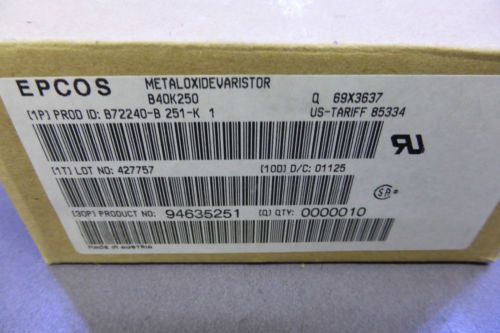 EPCOS METALOXIDEVARISTOR
B40K250 Q 69X3637
[1P] PROD ID: B72240-B 251-K 1 US-TARIFF 85334
[1T] LOT NO: 427757 [10D] D/C: 01125
[30P] PRODUCT NO: 94635251 [Q] QTY: 0000010
MADE IN AUSTRIA